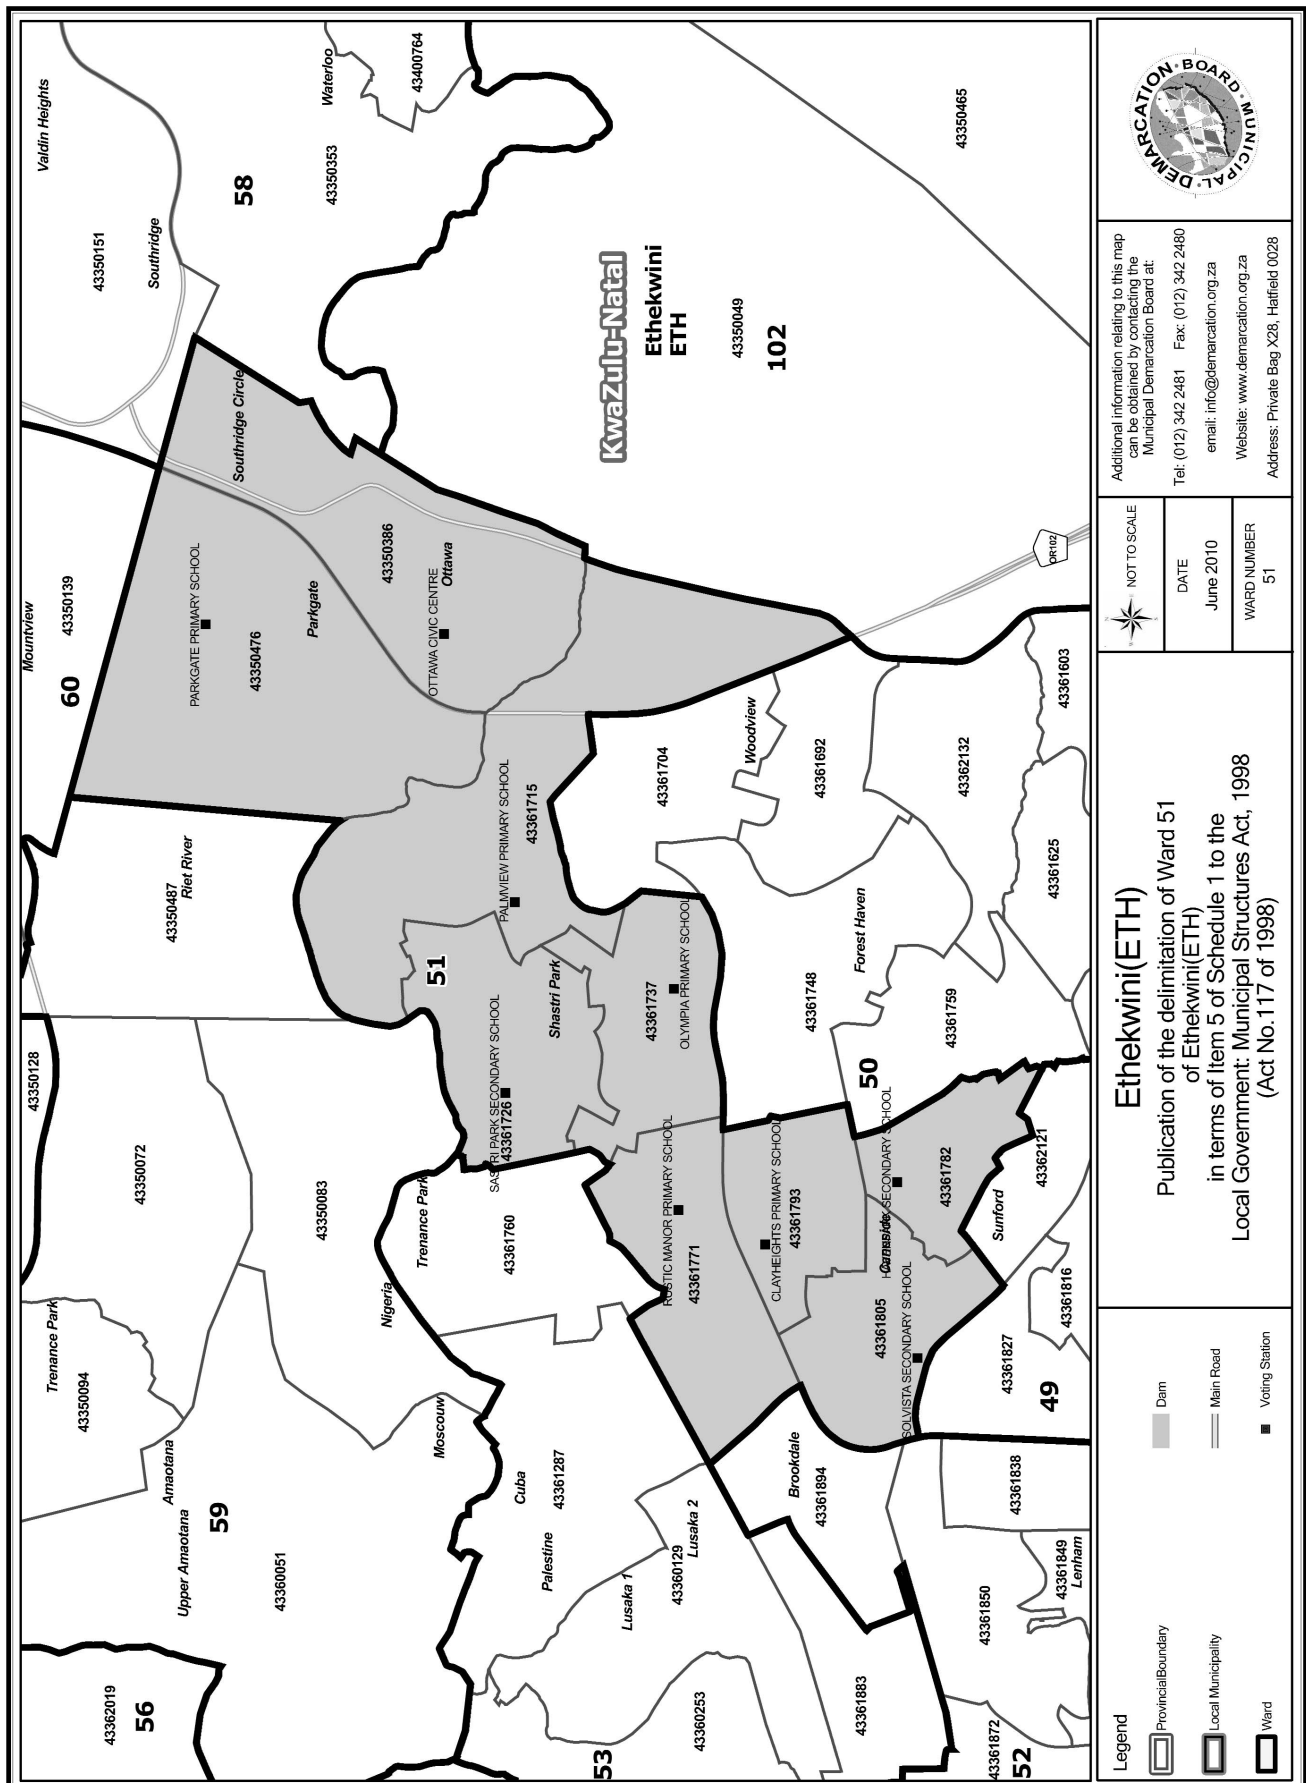 Valdin Heights
43350151
Southridge
58
Waterloo
43400764
43350353
43350465
KwaZulu-Natal
Ethekwini
ETH
43350049
102
OR102
Mountview
43350139
60
Southridge Circle
PARKGATE PRIMARY SCHOOL
43350476
Parkgate
43350386
OTTAWA CIVIC CENTRE
Ottawa
Riet River
43350487
PALMVIEW PRIMARY SCHOOL
43361715
43361704
Woodview
43361692
43362132
43361603
43361625
51
SASTRI PARK SECONDARY SCHOOL
43361726
Shastri Park
43361737
OLYMPIA PRIMARY SCHOOL
43361748
Forest Haven
43361759
50
43350128
43350072
43350083
Trenance Park
43361760
Nigeria
RUSTIC MANOR PRIMARY SCHOOL
43361771
CLAYHEIGHTS PRIMARY SCHOOL
43361793
SECONDARY SCHOOL
43361782
Sunford
43362121
43361805
SOLVISTA SECONDARY SCHOOL
43361827
43361816
49
Trenance Park
43350094
Amaotana
Upper Amaotana
59
43360051
Moscouw
Cuba
43361287
Palestine
Lusaka 1
43360129
Lusaka 2
Brookdale
43361894
43361838
43361850
43361849
Lenham
43362019
56
53
43360253
43361883
43361872
52
Legend
ProvincialBoundary
Local Municipality
Ward
Dam
Main Road
Voting Station
Ethekwini(ETH)
Publication of the delimitation of Ward 51
of Ethekwini(ETH)
in terms of Item 5 of Schedule 1 to the
Local Government: Municipal Structures Act, 1998
(Act No.117 of 1998)
NOT TO SCALE
DATE
June 2010
WARD NUMBER
51
Additional information relating to this map
can be obtained by contacting the
Municipal Demarcation Board at:
Tel: (012) 342 2481 Fax: (012) 342 2480
email: info@demarcation.org.za
Website: www.demarcation.org.za
Address: Private Bag X28, Hatfield 0028
MUNICIPAL · DEMARCATION · BOARD ·